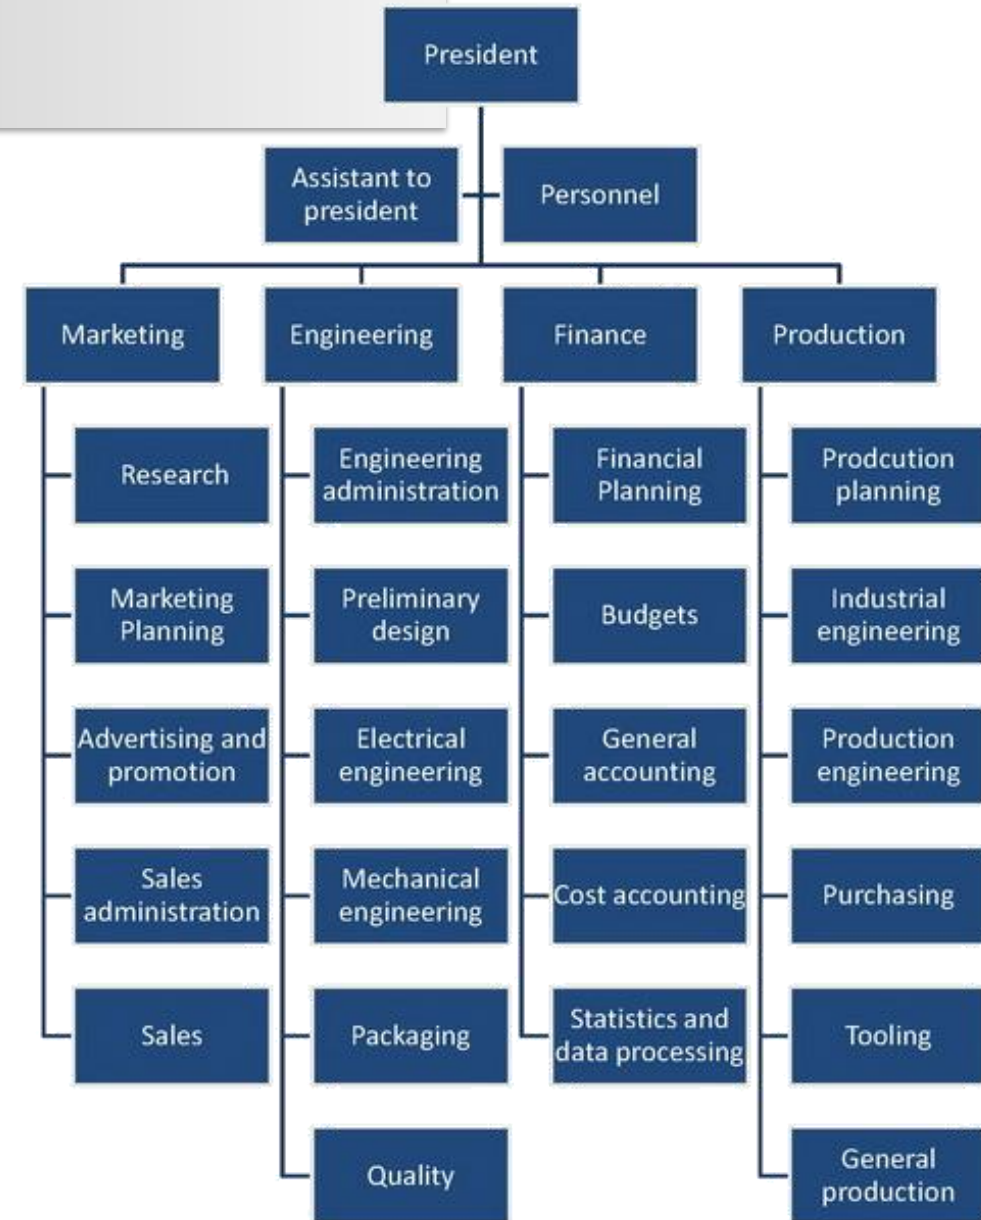 President
Assistant to
president
Personnel
Marketing
Engineering
Finance
Production
Research
Engineering
administration
Financial
Planning
Prodcution
planning
Marketing
Planning
Preliminary
design
Budgets
Industrial
engineering
Advertising and
promotion
Electrical
engineering
General
accounting
Production
engineering
Sales
administration
Mechanical
engineering
Cost accounting
Purchasing
Sales
Packaging
Statistics and
data processing
Tooling
Quality
General
production